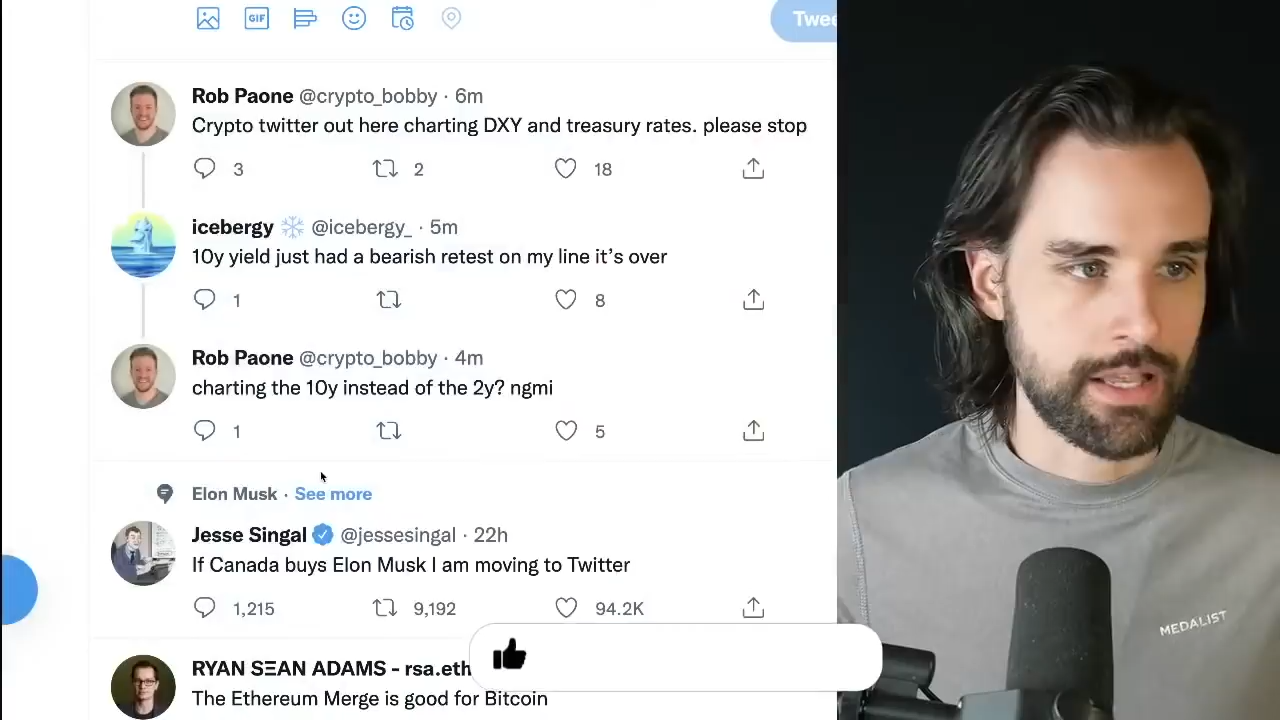 GIF
Twee
Rob Paone @crypto_bobby · 6m
Crypto twitter out here charting DXY and treasury rates. please stop
3 2 18
icebergy @icebergy_ · 5m
10y yield just had a bearish retest on my line it’s over
1 8
Rob Paone @crypto_bobby · 4m
charting the 10y instead of the 2y? ngmi
1 5
Elon Musk · See more
Jesse Singal @jessesingal · 22h
If Canada buys Elon Musk I am moving to Twitter
1,215 9,192 94.2K
RYAN SΞAN ADAMS - rsa.eth
The Ethereum Merge is good for Bitcoin
MEDALIST